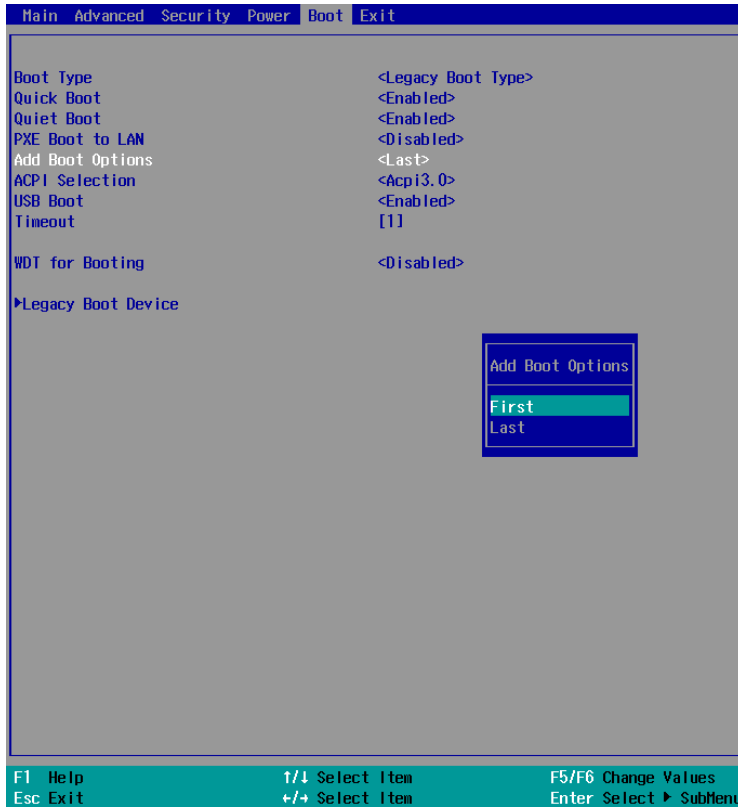 Main Advanced Security Power Boot Exit
Boot Type <Legacy Boot Type>
Quick Boot <Enabled>
Quiet Boot <Enabled>
PXE Boot to LAN <Disabled>
Add Boot Options <Last>
ACPI Selection <Acpi3.0>
USB Boot <Enabled>
Timeout [1]
WDT for Booting <Disabled>
▶Legacy Boot Device
Add Boot Options
First
Last
F1 Help ↑/↓ Select Item F5/F6 Change Values
Esc Exit ←/→ Select Item Enter Select ▶ SubMenu